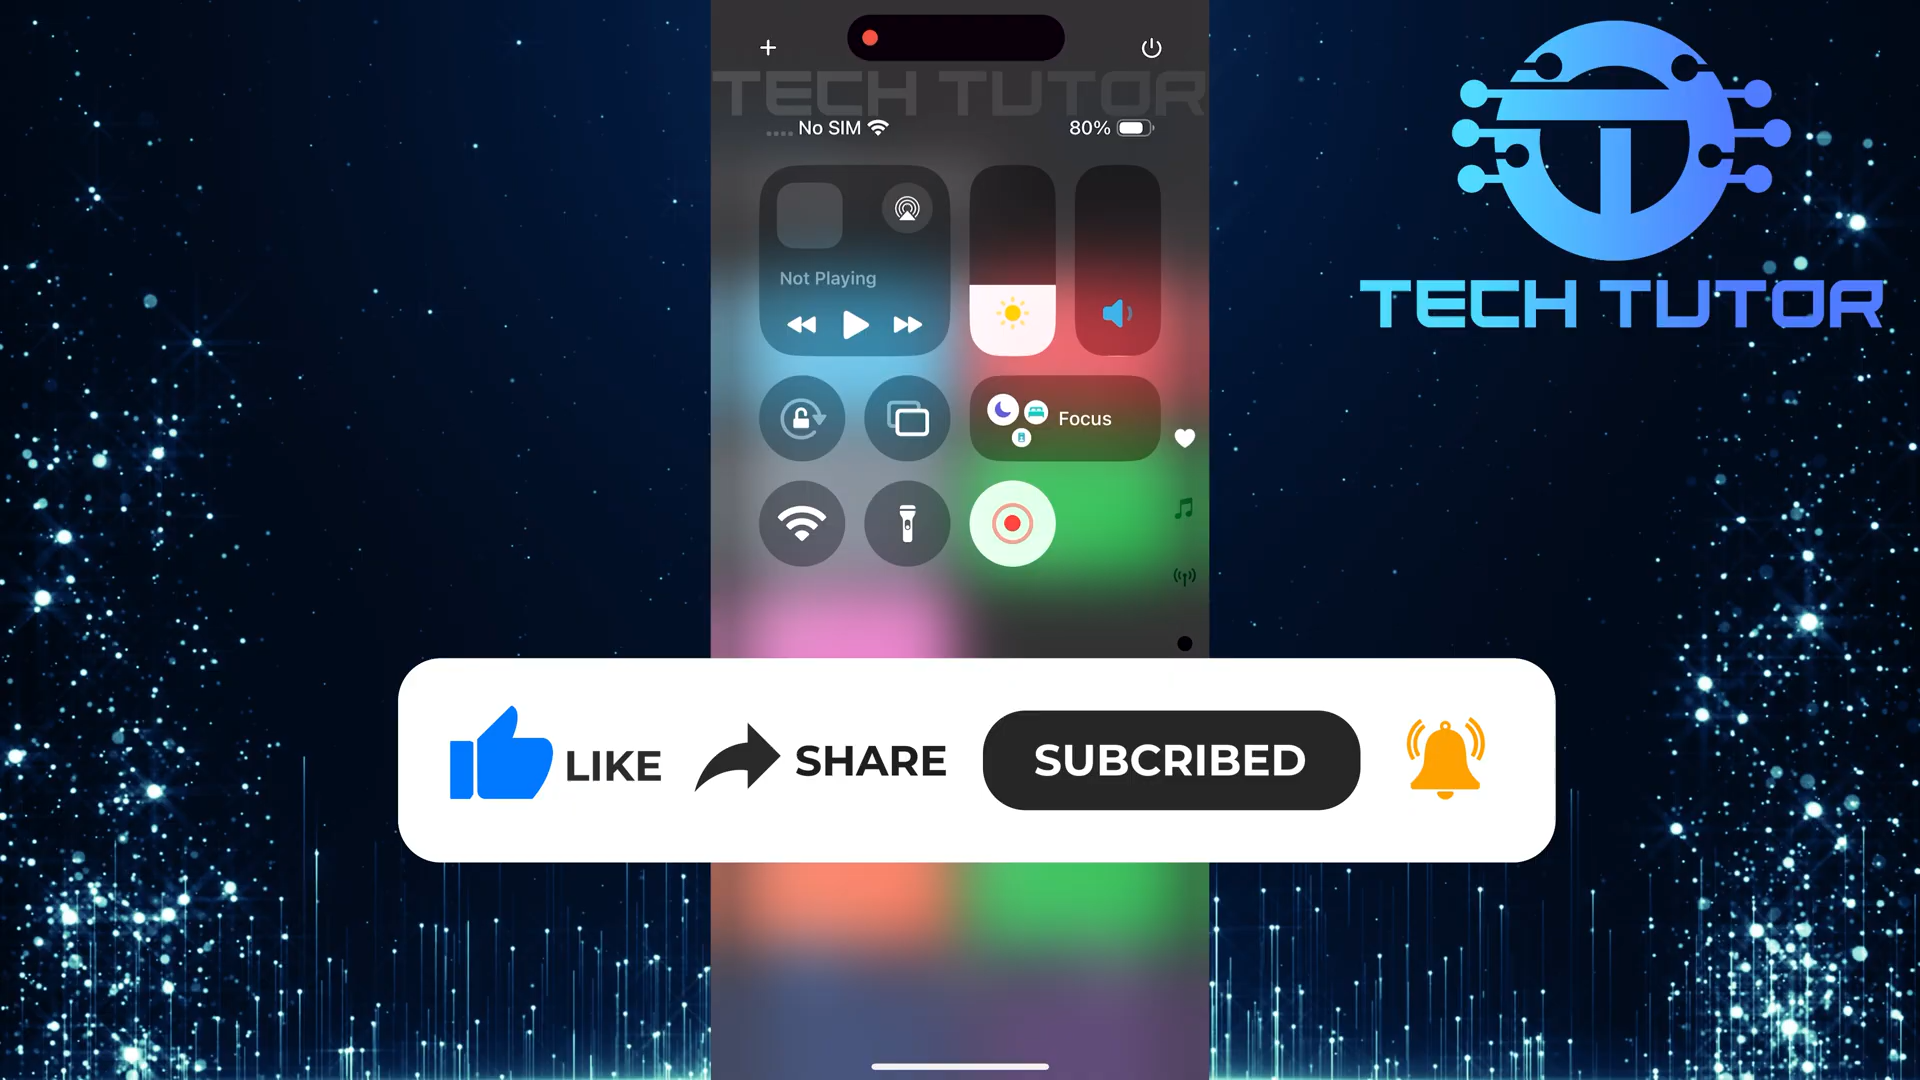 TECH TUTOR
No SIM 80%
TECH TUTOR
Not Playing
Focus
LIKE SHARE SUBCRIBED